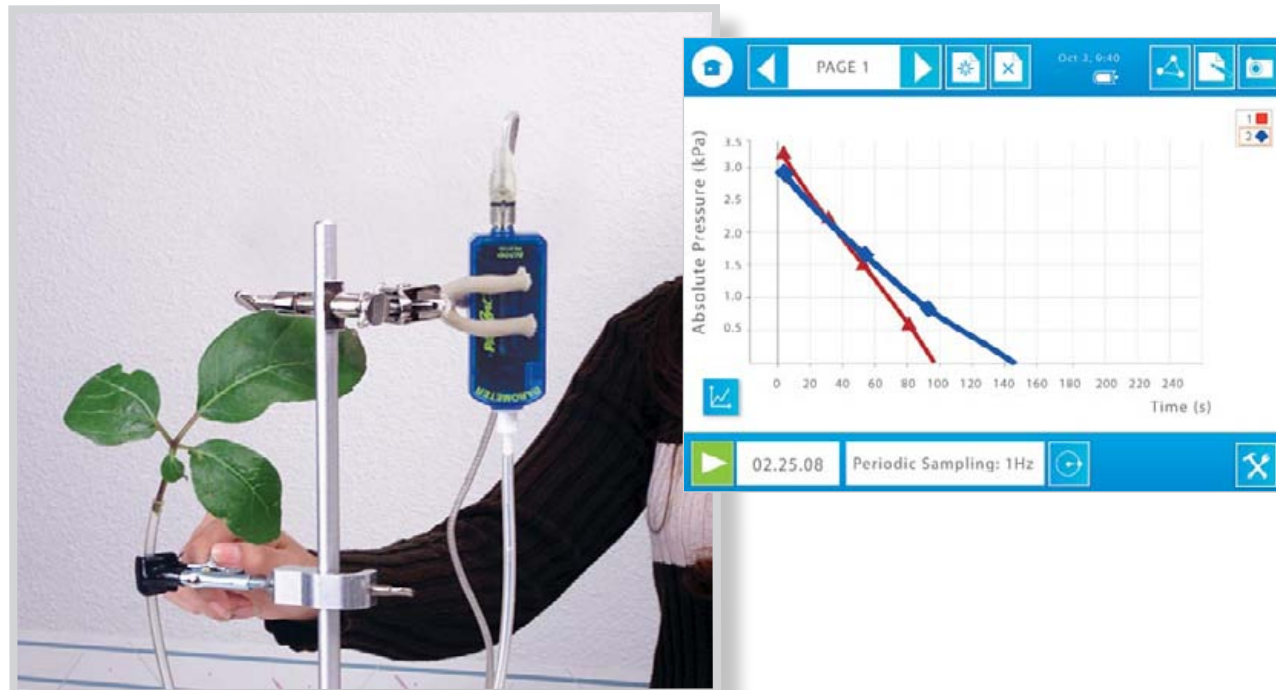 PAGE 1
Oct 3, 9:40
1
Absolute Pressure (kPa)
3.5
3.0
2.5
2.0
1.5
1.0
0.5
0 20 40 60 80 100 120 140 160 180 200 220 240
Time (s)
02.25.08
Periodic Sampling: 1Hz
BAROMETER